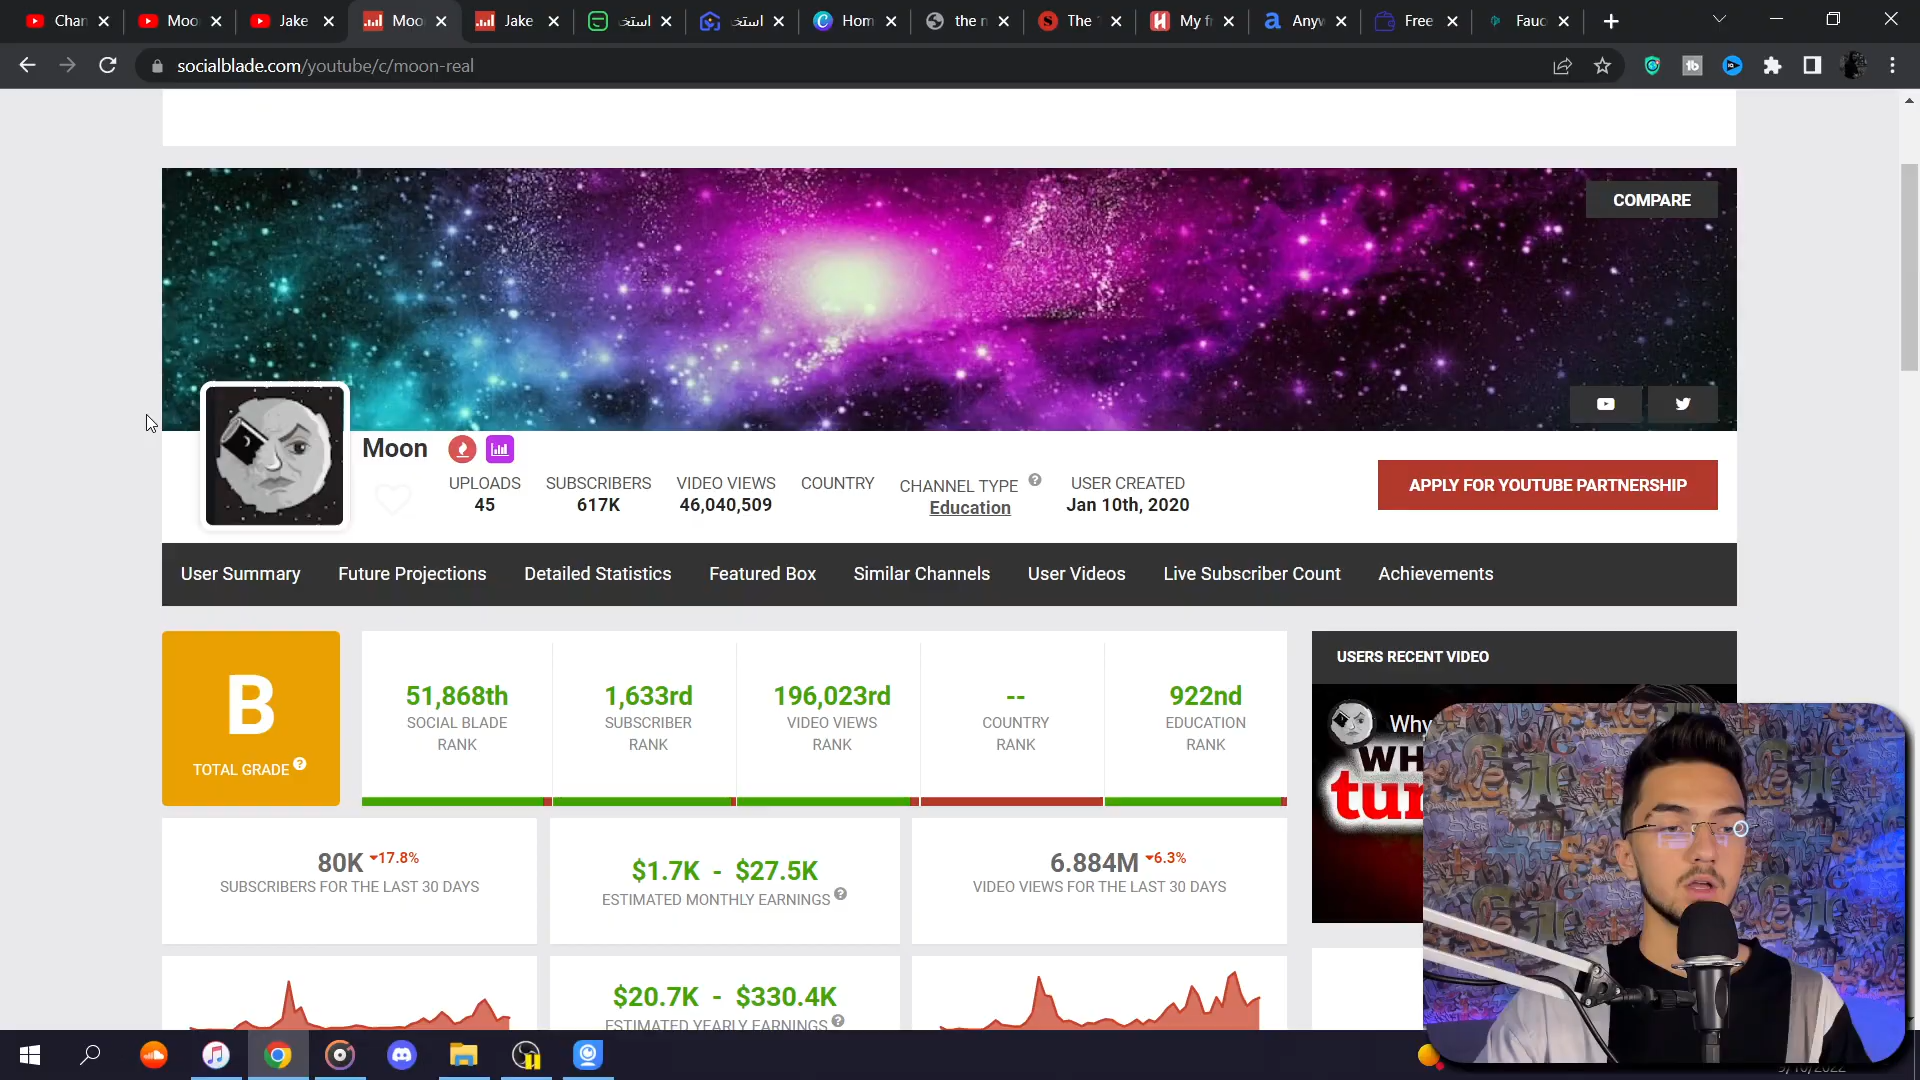 Chan
Moo
Jake
Moo
Jake
استخ
استخ
Hom
the n
The
My f
Any
Free
Fauc
socialblade.com/youtube/c/moon-real
COMPARE
Moon
UPLOADS
45
SUBSCRIBERS
617K
VIDEO VIEWS
46,040,509
COUNTRY
CHANNEL TYPE
Education
USER CREATED
Jan 10th, 2020
APPLY FOR YOUTUBE PARTNERSHIP
User Summary
Future Projections
Detailed Statistics
Featured Box
Similar Channels
User Videos
Live Subscriber Count
Achievements
B
TOTAL GRADE
51,868th
SOCIAL BLADE
RANK
1,633rd
SUBSCRIBER
RANK
196,023rd
VIDEO VIEWS
RANK
--
COUNTRY
RANK
922nd
EDUCATION
RANK
USERS RECENT VIDEO
Why
WH
tur
80K 17.8%
SUBSCRIBERS FOR THE LAST 30 DAYS
$1.7K - $27.5K
ESTIMATED MONTHLY EARNINGS
6.884M 6.3%
VIDEO VIEWS FOR THE LAST 30 DAYS
$20.7K - $330.4K
ESTIMATED YEARLY EARNINGS
9/10/2022